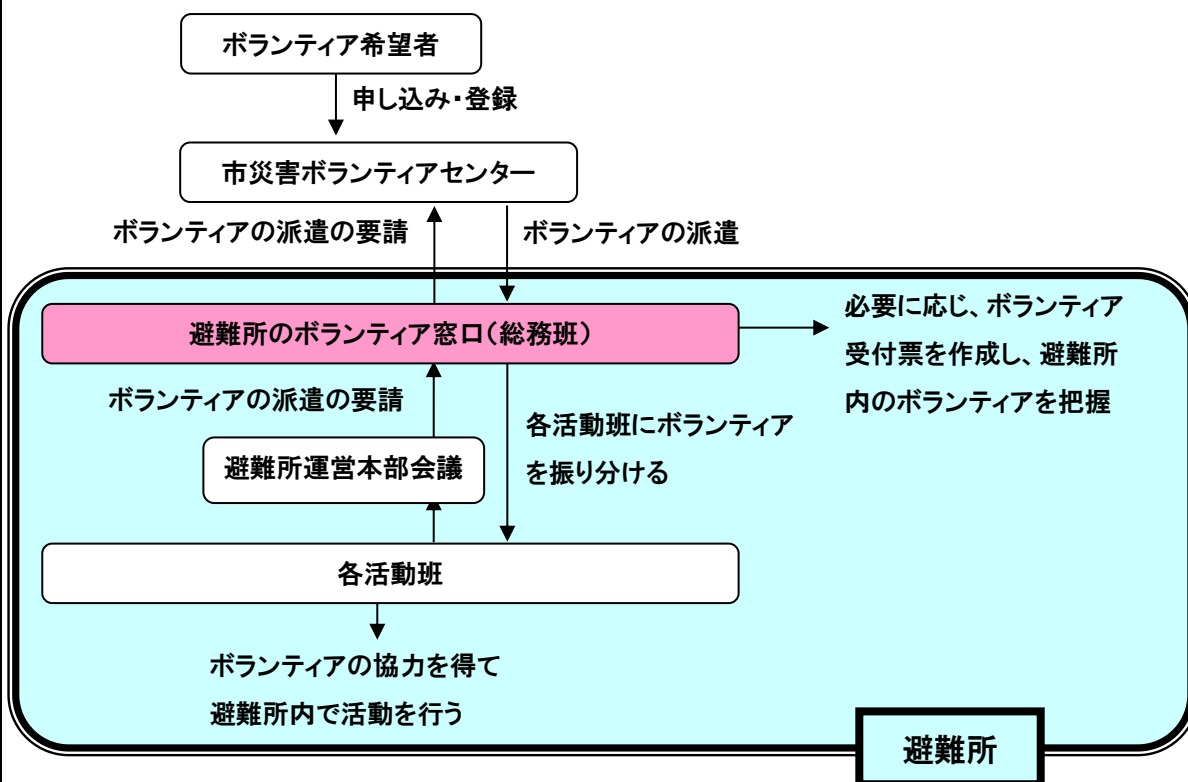 ボランティア希望者
申し込み・登録
市災害ボランティアセンター
ボランティアの派遣の要請
ボランティアの派遣
避難所のボランティア窓口(総務班)
必要に応じ、ボランティア
受付票を作成し、避難所
内のボランティアを把握
ボランティアの派遣の要請
各活動班にボランティア
を振り分ける
避難所運営本部会議
各活動班
ボランティアの協力を得て
避難所内で活動を行う
避難所